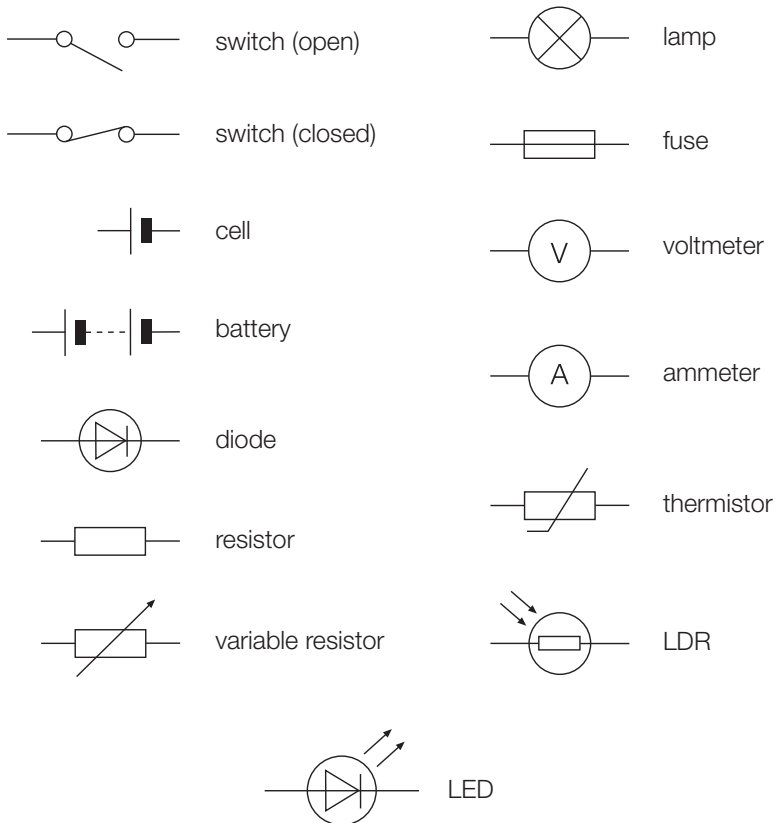 switch (open)
switch (closed)
cell
battery
diode
resistor
variable resistor
lamp
fuse
V
voltmeter
A
ammeter
thermistor
LDR
LED